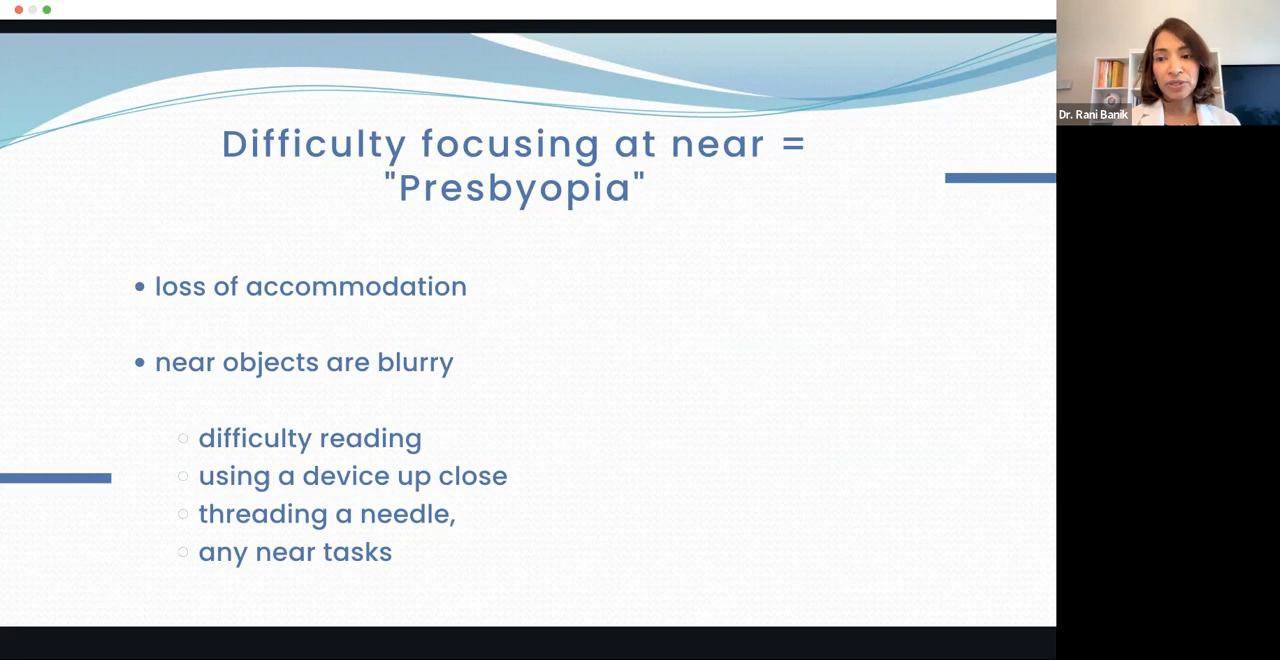 Difficulty focusing at near =
"Presbyopia"
• loss of accommodation
• near objects are blurry
○ difficulty reading
○ using a device up close
○ threading a needle,
○ any near tasks
Dr. Rani Banik